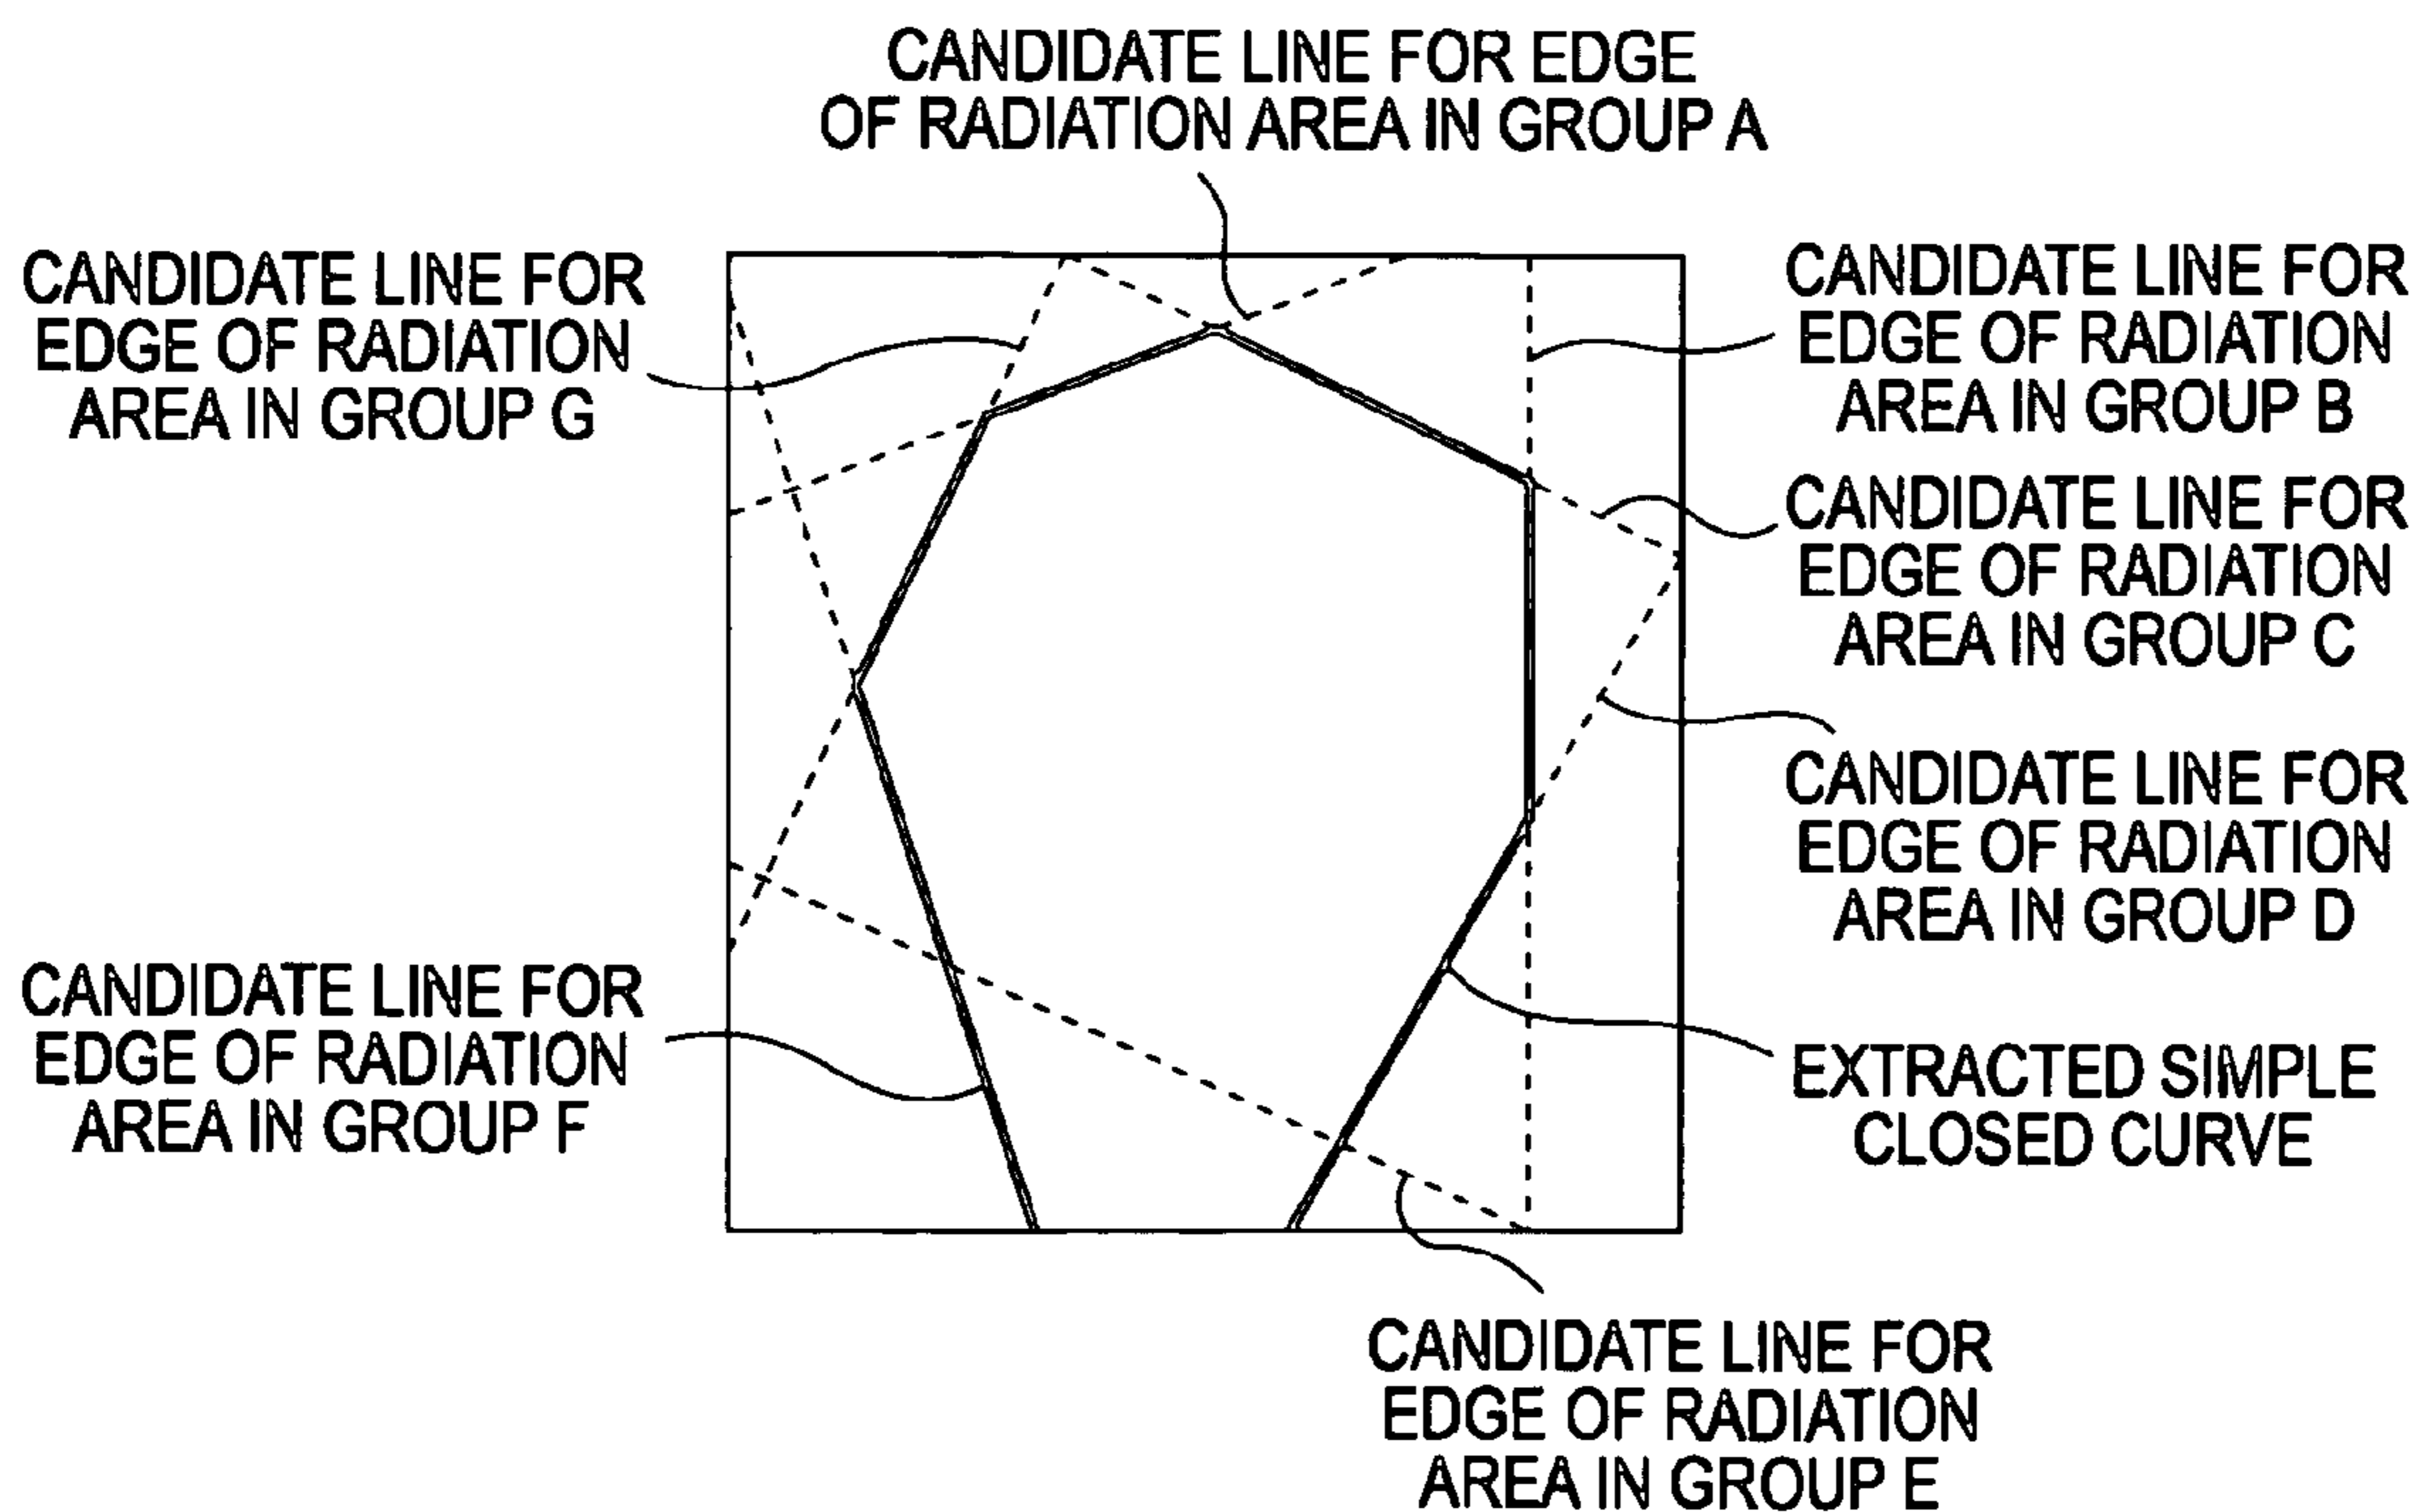 CANDIDATE LINE FOR EDGE
OF RADIATION AREA IN GROUP A
CANDIDATE LINE FOR
EDGE OF RADIATION
AREA IN GROUP G
CANDIDATE LINE FOR
EDGE OF RADIATION
AREA IN GROUP B
CANDIDATE LINE FOR
EDGE OF RADIATION
AREA IN GROUP C
CANDIDATE LINE FOR
EDGE OF RADIATION
AREA IN GROUP D
CANDIDATE LINE FOR
EDGE OF RADIATION
AREA IN GROUP F
EXTRACTED SIMPLE
CLOSED CURVE
CANDIDATE LINE FOR
EDGE OF RADIATION
AREA IN GROUP E